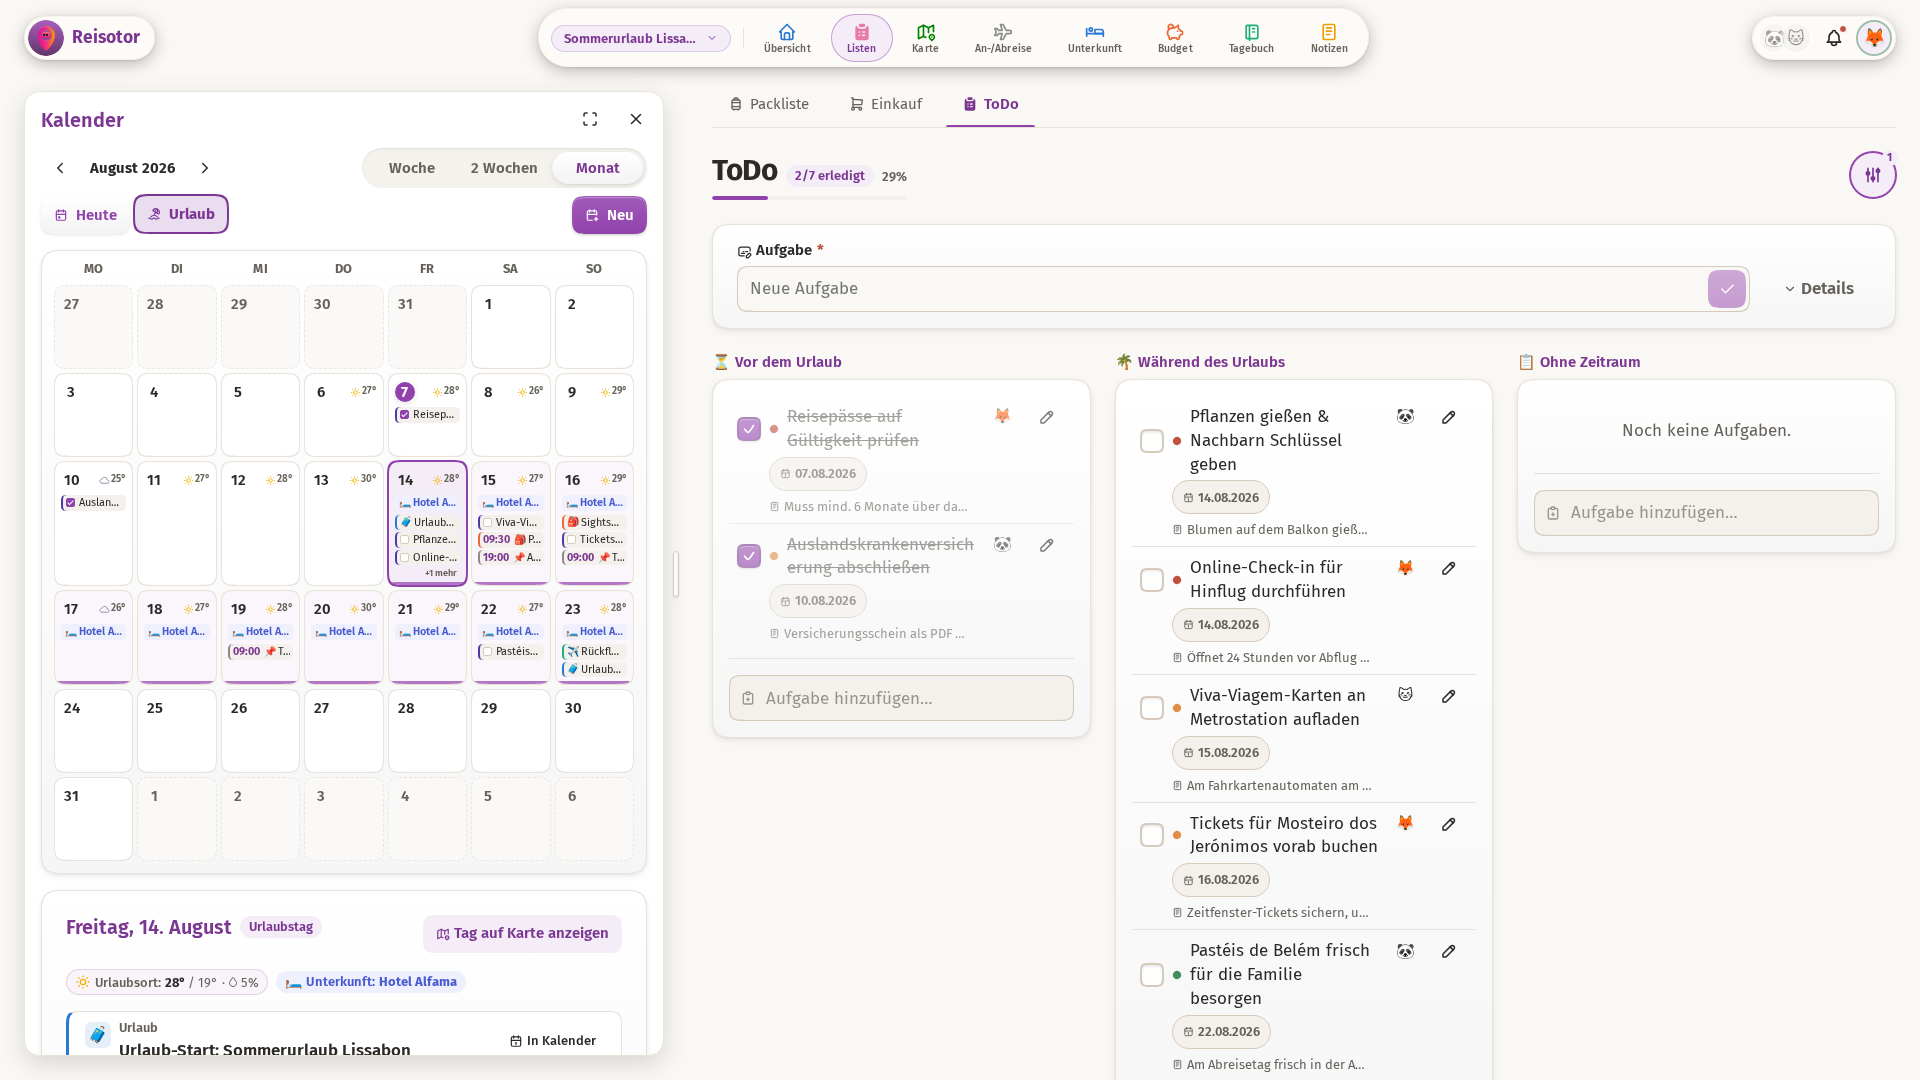 Reisotor
Sommerurlaub Lissa...
Übersicht
Listen
Karte
An-/Abreise
Unterkunft
Budget
Tagebuch
Notizen
Kalender
August 2026
Woche
2 Wochen
Monat
Heute
Urlaub
Neu
MO DI MI DO FR SA SO
27 28 29 30 31 1 2
3 4 5 6 27° 7 28° 8 26° 9 29°
Reisep...
10 25° 11 27° 12 28° 13 30° 14 28° 15 27° 16 29°
Auslan... Hotel A... Hotel A... Hotel A...
Urlaub... Viva-Vi... Sights...
Pflanze... 09:30 P... Tickets...
Online-... 19:00 A... 09:00 T...
+1 mehr
17 26° 18 27° 19 28° 20 30° 21 29° 22 27° 23 28°
Hotel A... Hotel A... Hotel A... Hotel A... Hotel A... Hotel A... Hotel A...
09:00 T... Pastéis... Rückfl...
Urlaub...
24 25 26 27 28 29 30
31 1 2 3 4 5 6
Freitag, 14. August
Urlaubstag
Tag auf Karte anzeigen
Urlaubsort: 28° / 19° · 5%
Unterkunft: Hotel Alfama
Urlaub
Urlaub-Start: Sommerurlaub Lissabon
In Kalender
Packliste
Einkauf
ToDo
ToDo
2/7 erledigt
29%
1
Aufgabe *
Neue Aufgabe
Details
Vor dem Urlaub
Reisepässe auf
Gültigkeit prüfen
07.08.2026
Muss mind. 6 Monate über da...
Auslandskrankenversich
erung abschließen
10.08.2026
Versicherungsschein als PDF ...
Aufgabe hinzufügen...
Während des Urlaubs
Pflanzen gießen &
Nachbarn Schlüssel
geben
14.08.2026
Blumen auf dem Balkon gieß...
Online-Check-in für
Hinflug durchführen
14.08.2026
Öffnet 24 Stunden vor Abflug ...
Viva-Viagem-Karten an
Metrostation aufladen
15.08.2026
Am Fahrkartenautomaten am ...
Tickets für Mosteiro dos
Jerónimos vorab buchen
16.08.2026
Zeitfenster-Tickets sichern, u...
Pastéis de Belém frisch
für die Familie
besorgen
22.08.2026
Am Abreisetag frisch in der A...
Ohne Zeitraum
Noch keine Aufgaben.
Aufgabe hinzufügen...